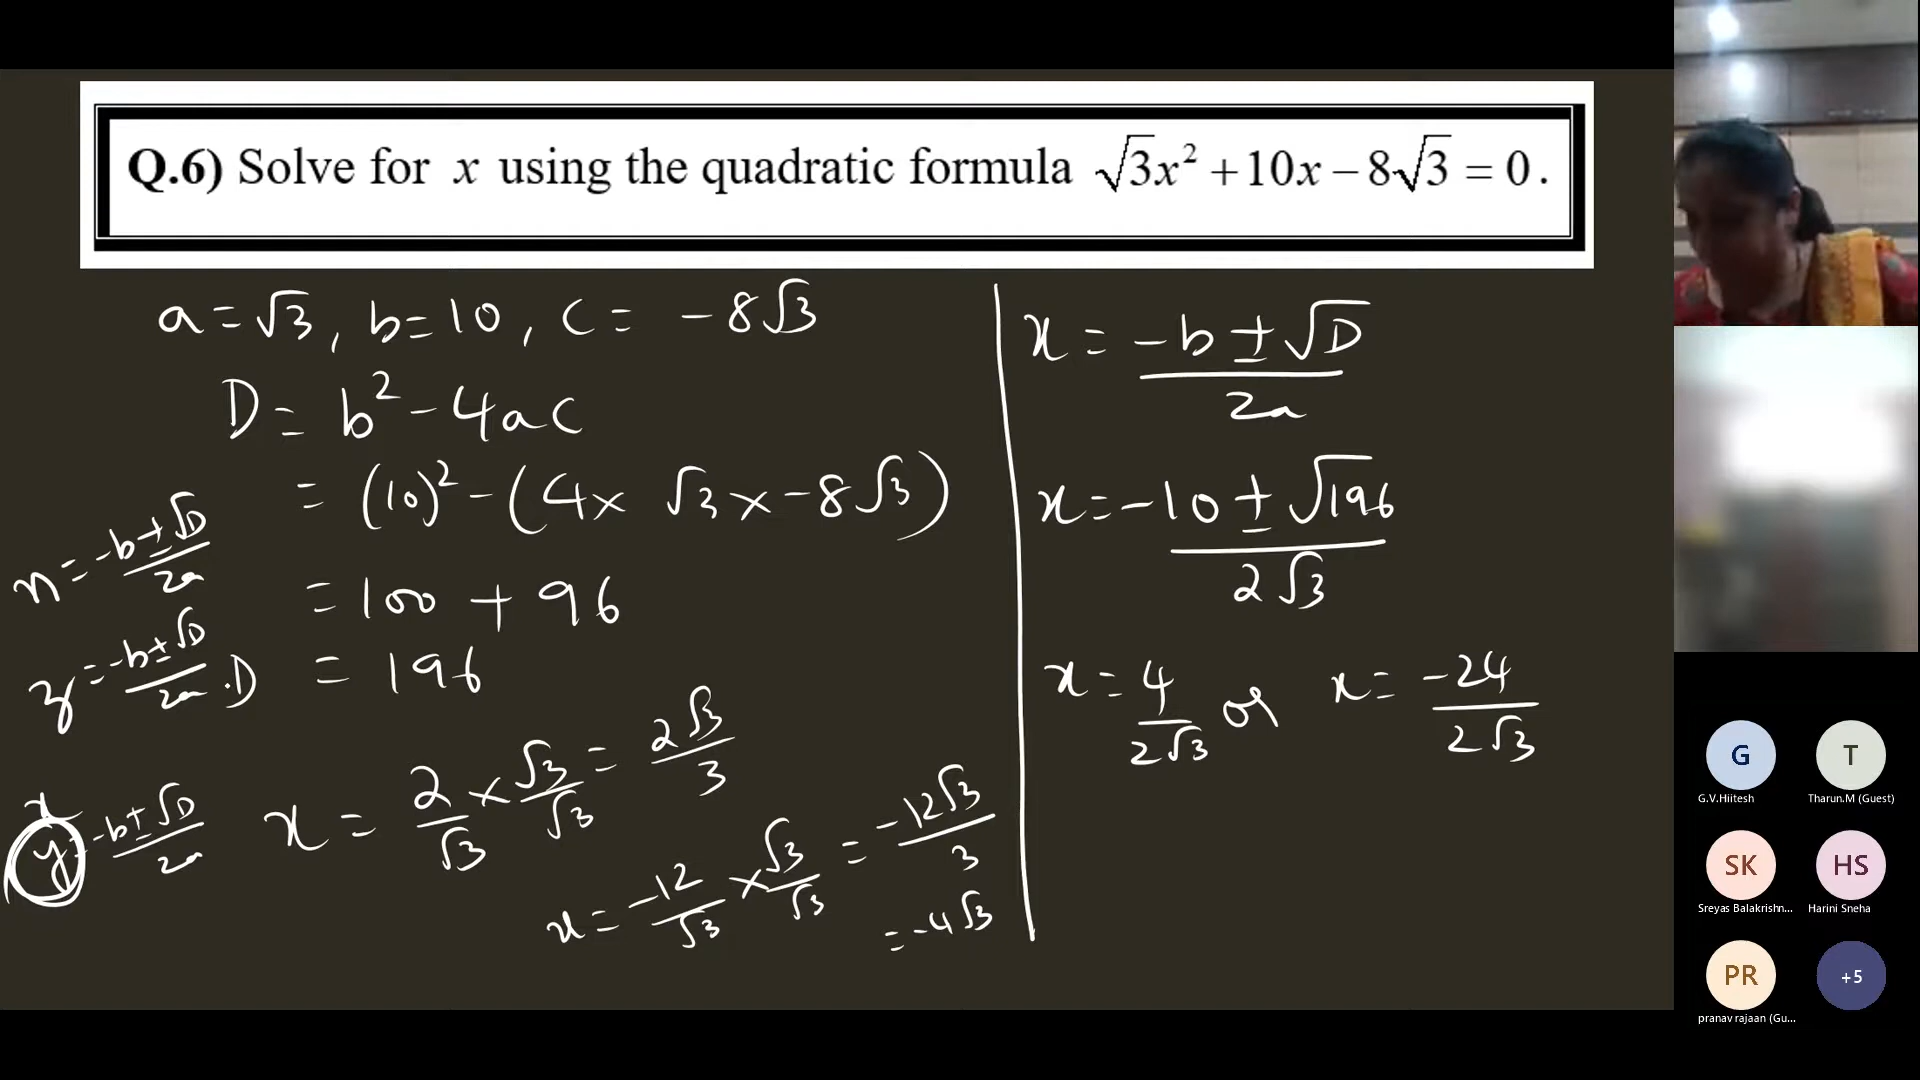 Q.6) Solve for x using the quadratic formula √3x² + 10x − 8√3 = 0.
a = √3, b = 10, c = -8√3
D = b² - 4ac
= (10)² - (4 × √3 × -8√3)
= 100 + 96
D = 196
x = 2/√3 × √3/√3 = 2√3/3
x = -12/√3 × √3/√3 = -12√3/3
= -4√3
n = -b ± √D/2a
y = -b ± √D/2a
x
y = -b ± √D/2a
x = -b ± √D/2a
x = -10 ± √196/2√3
x = 4/2√3 or x = -24/2√3
G
G.V.Hiitesh
T
Tharun.M (Guest)
SK
Sreyas Balakrishn...
HS
Harini Sneha
PR
pranav rajaan (Gu...
+5